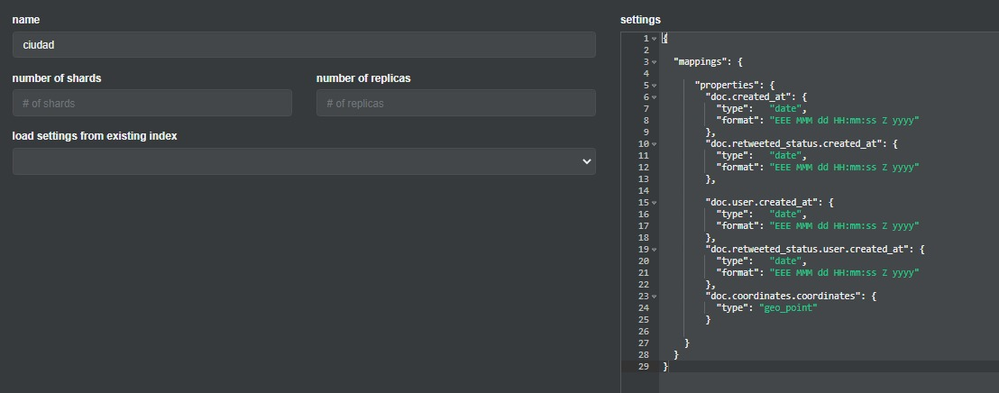 name
ciudad
number of shards
number of replicas
# of shards
# of replicas
load settings from existing index
settings
1 {
2
3 "mappings": {
4
5 "properties": {
6 "doc.created_at": {
7 "type": "date",
8 "format": "EEE MMM dd HH:mm:ss Z yyyy"
9 },
10 "doc.retweeted_status.created_at": {
11 "type": "date",
12 "format": "EEE MMM dd HH:mm:ss Z yyyy"
13 },
14
15 "doc.user.created_at": {
16 "type": "date",
17 "format": "EEE MMM dd HH:mm:ss Z yyyy"
18 },
19 "doc.retweeted_status.user.created_at": {
20 "type": "date",
21 "format": "EEE MMM dd HH:mm:ss Z yyyy"
22 },
23 "doc.coordinates.coordinates": {
24 "type": "geo_point"
25 }
26
27 }
28 }
29 }